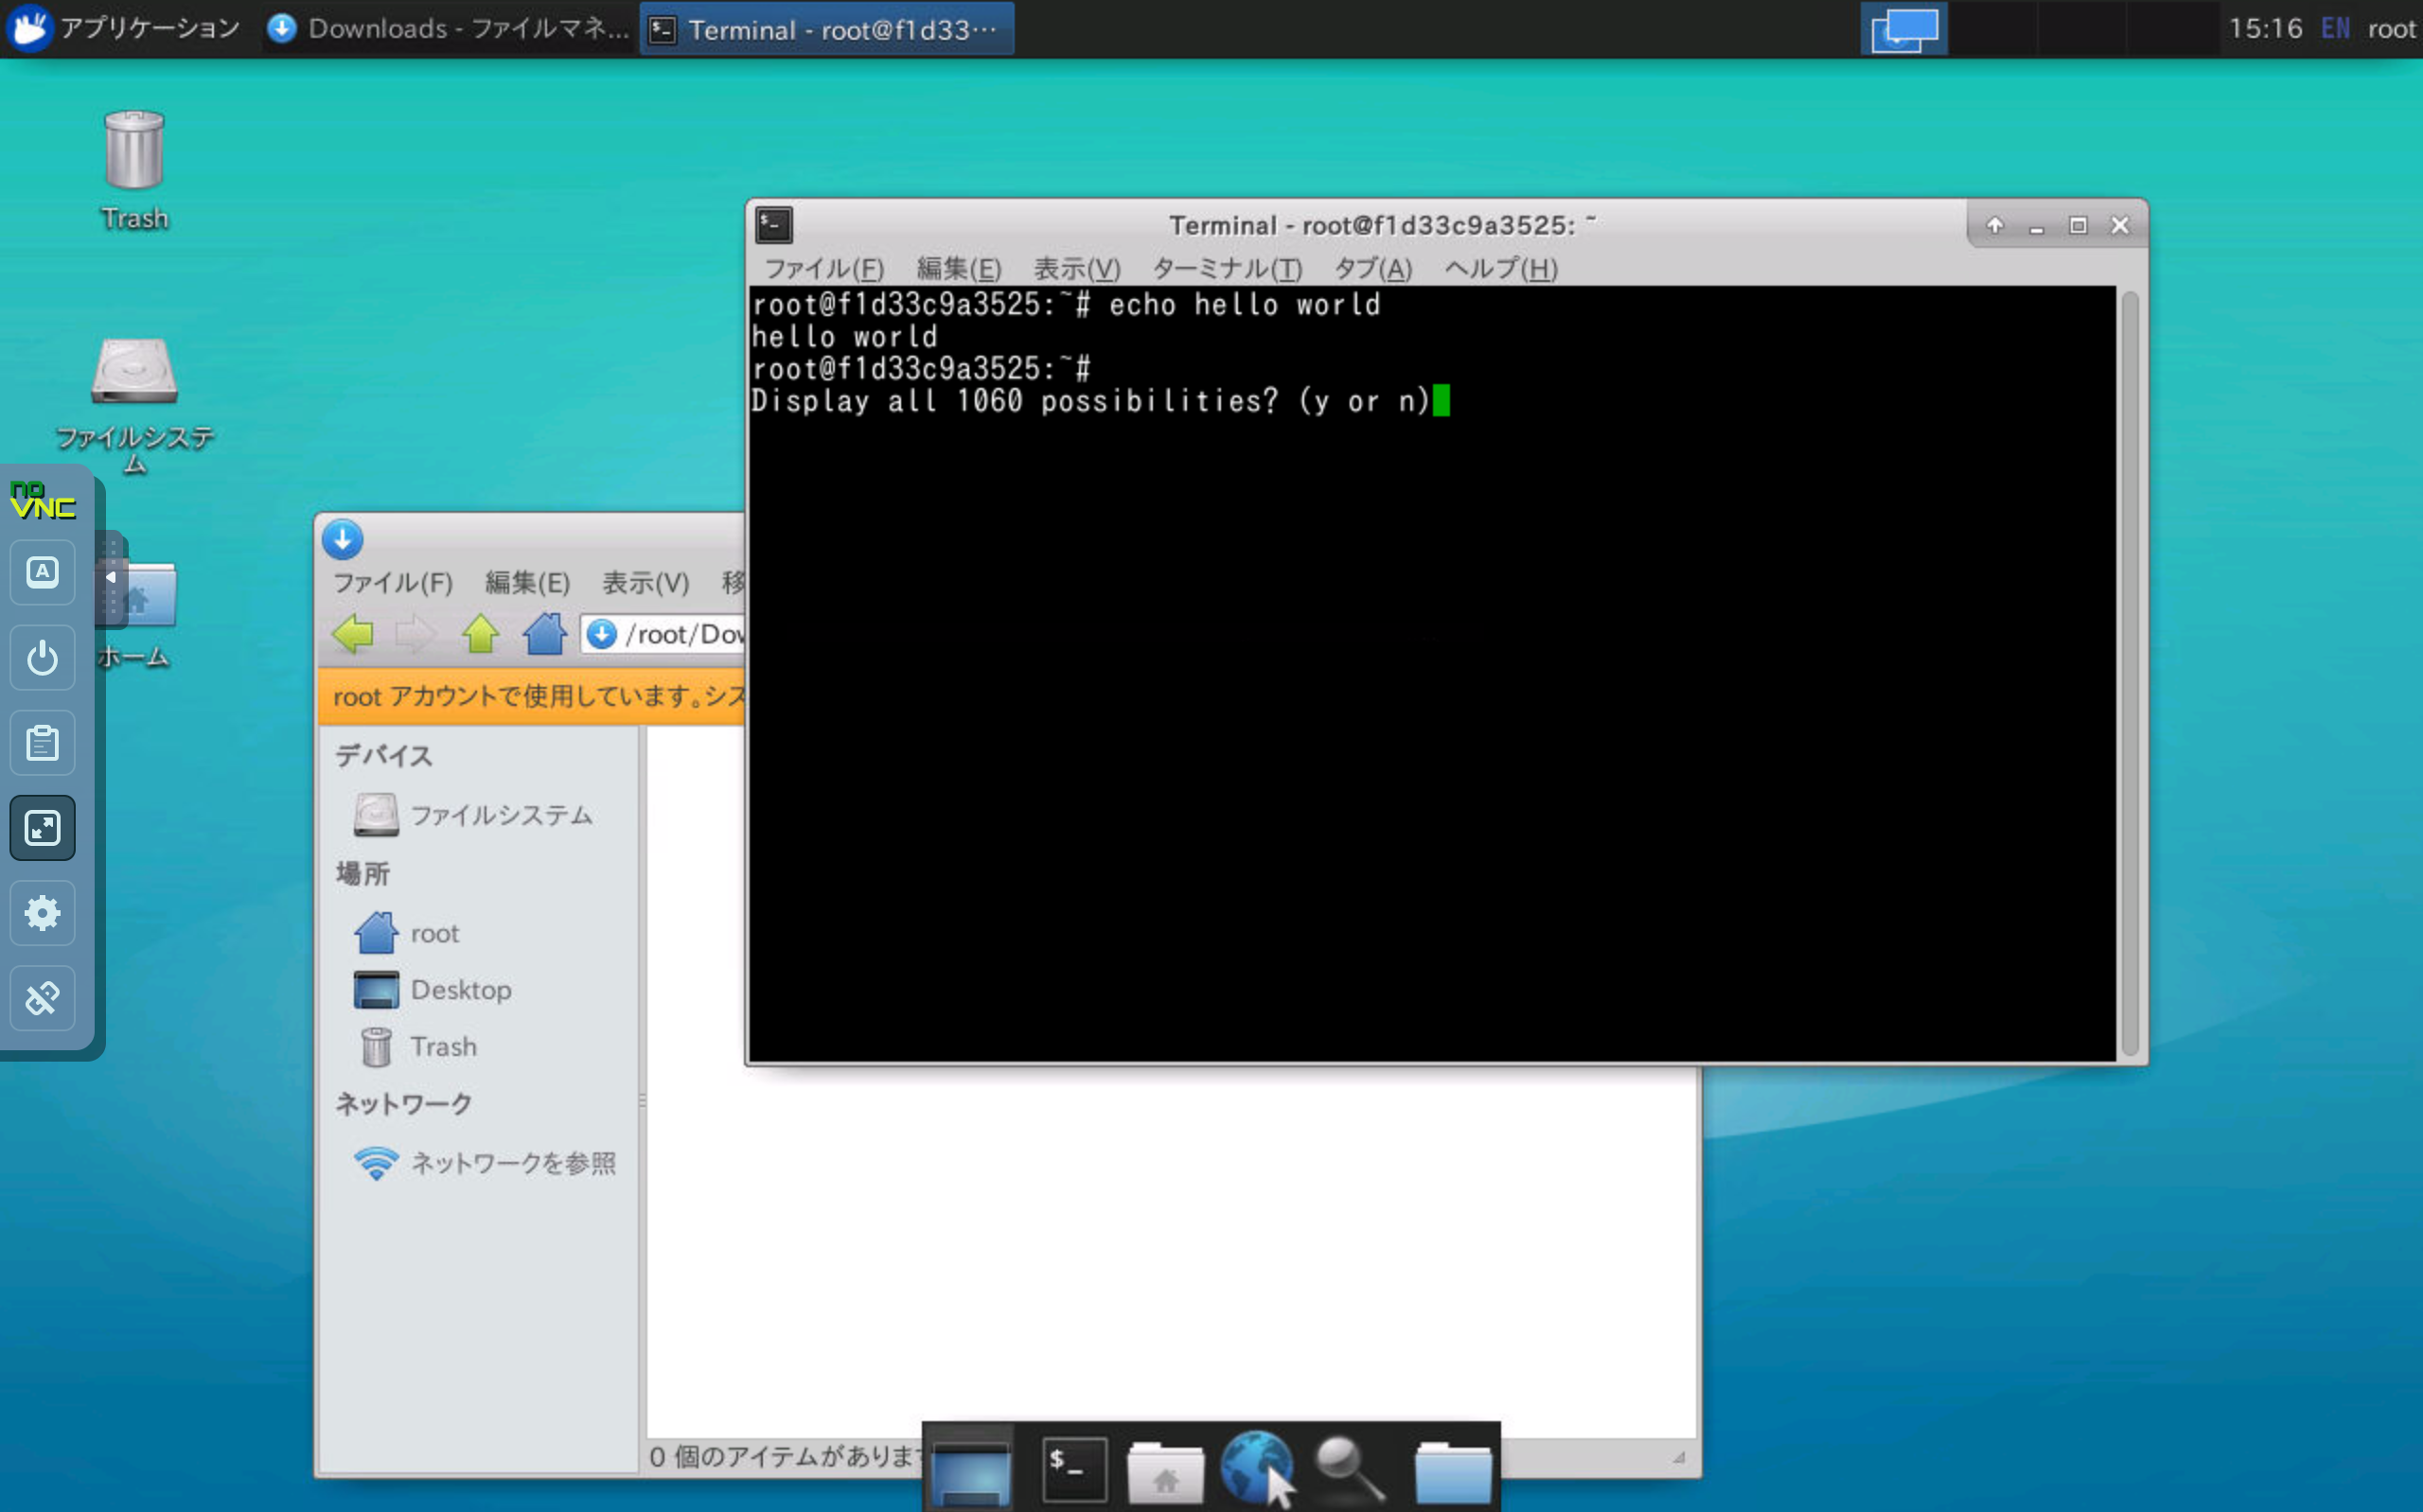 アプリケーション
Downloads - ファイルマネ...
Terminal - root@f1d33…
15:16 EN root
Trash
ファイルシステ
ム
ホーム
no
VNC
A
Terminal - root@f1d33c9a3525: ~
ファイル(F) 編集(E) 表示(V) ターミナル(T) タブ(A) ヘルプ(H)
root@f1d33c9a3525:~# echo hello world
hello world
root@f1d33c9a3525:~#
Display all 1060 possibilities? (y or n)
ファイル(F) 編集(E) 表示(V) 移
/root/Dow
root アカウントで使用しています。シス
デバイス
ファイルシステム
場所
root
Desktop
Trash
ネットワーク
ネットワークを参照
0 個のアイテムがあります
$_